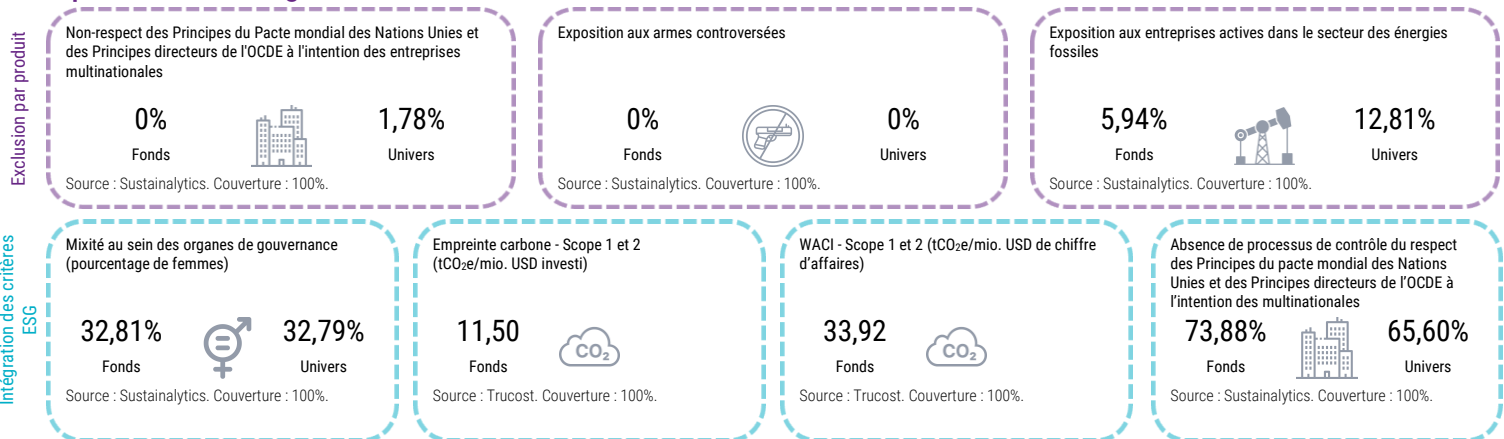 Exclusion par produit
Non-respect des Principes du Pacte mondial des Nations Unies et
des Principes directeurs de l'OCDE à l'intention des entreprises
multinationales
0%
Fonds
1,78%
Univers
Source : Sustainalytics. Couverture : 100%.
Exposition aux armes controversées
0%
Fonds
0%
Univers
Source : Sustainalytics. Couverture : 100%.
Exposition aux entreprises actives dans le secteur des énergies
fossiles
5,94%
Fonds
12,81%
Univers
Source : Sustainalytics. Couverture : 100%.
Intégration des critères
ESG
Mixité au sein des organes de gouvernance
(pourcentage de femmes)
32,81%
Fonds
32,79%
Univers
Source : Sustainalytics. Couverture : 100%.
Empreinte carbone - Scope 1 et 2
(tCO₂e/mio. USD investi)
11,50
Fonds
CO₂
Source : Trucost. Couverture : 100%.
WACI - Scope 1 et 2 (tCO₂e/mio. USD de chiffre
d'affaires)
33,92
Fonds
CO₂
Source : Trucost. Couverture : 100%.
Absence de processus de contrôle du respect
des Principes du pacte mondial des Nations
Unies et des Principes directeurs de l'OCDE à
l'intention des multinationales
73,88%
Fonds
65,60%
Univers
Source : Sustainalytics. Couverture : 100%.